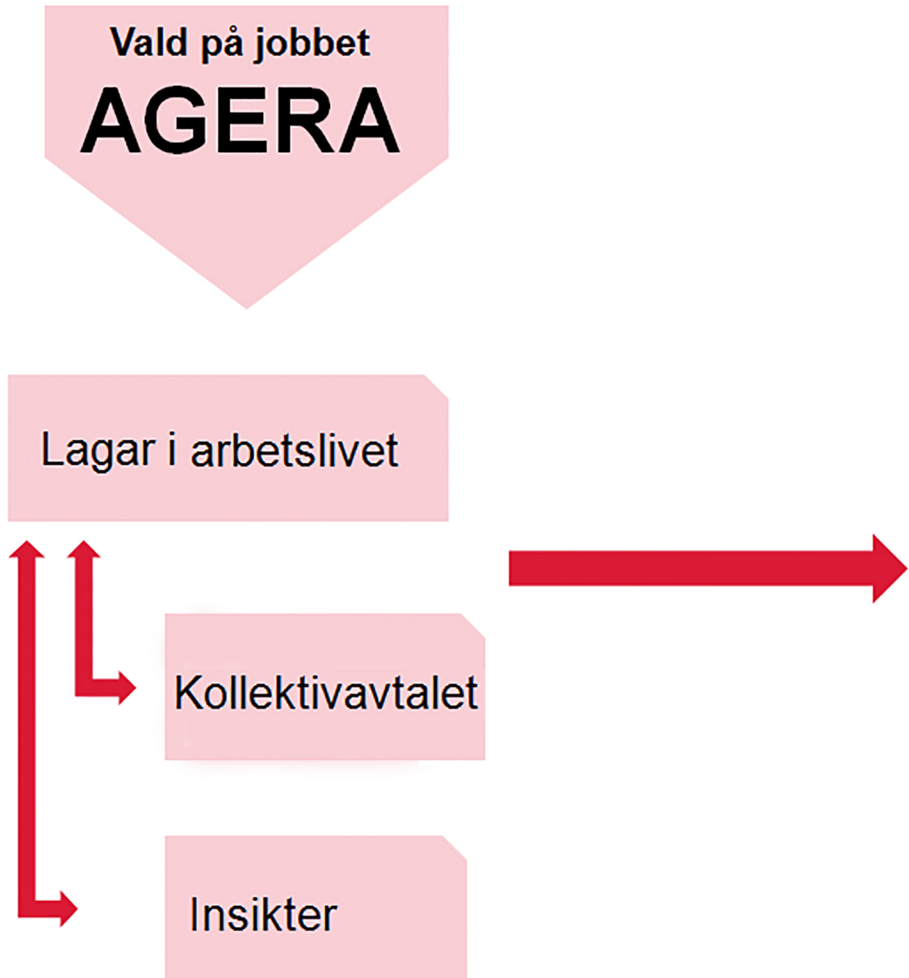 Vald på jobbet
AGERA
Lagar i arbetslivet
Kollektivavtalet
Insikter